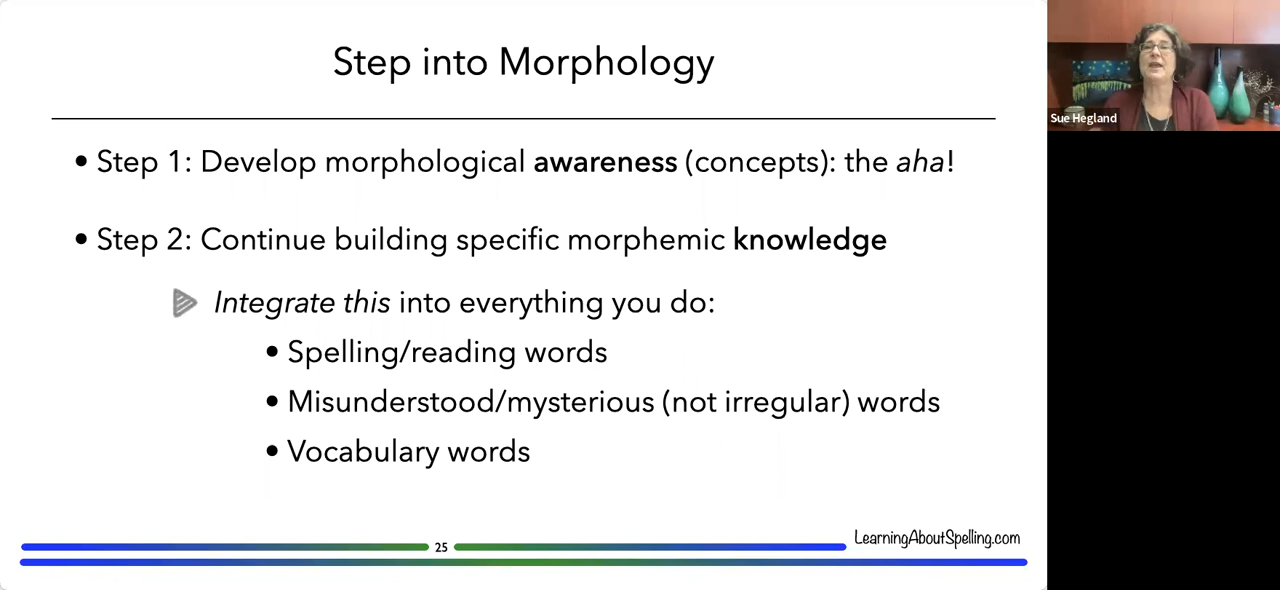 Step into Morphology
• Step 1: Develop morphological awareness (concepts): the aha!
• Step 2: Continue building specific morphemic knowledge
Integrate this into everything you do:
• Spelling/reading words
• Misunderstood/mysterious (not irregular) words
• Vocabulary words
25
LearningAboutSpelling.com
Sue Hegland